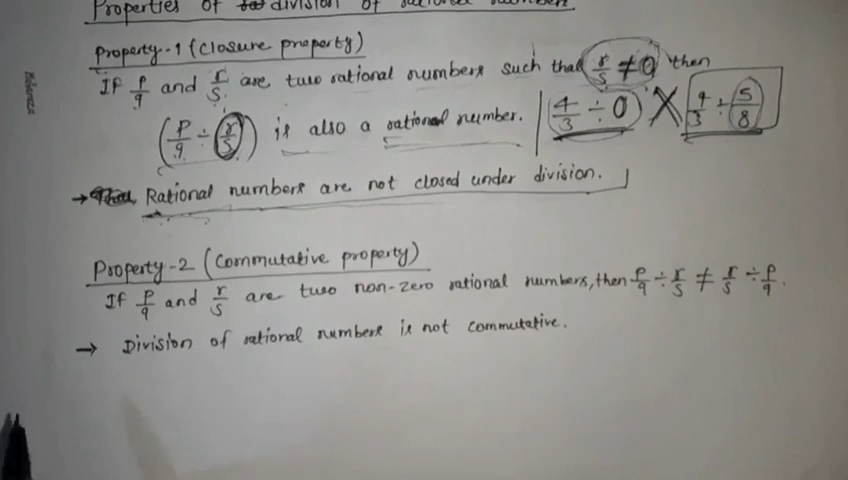 Properties of division of rational numbers
Property-1 (closure property)
If p/q and r/s are two rational numbers such that r/s ≠ 0 then
(p/q ÷ r/s) is also a rational number. | 4/3 ÷ 0 X 4/3 ÷ 5/8
→ Rational numbers are not closed under division.
Property-2 (Commutative property)
If p/q and r/s are two non-zero rational numbers, then p/q ÷ r/s ≠ r/s ÷ p/q.
→ Division of rational numbers is not commutative.